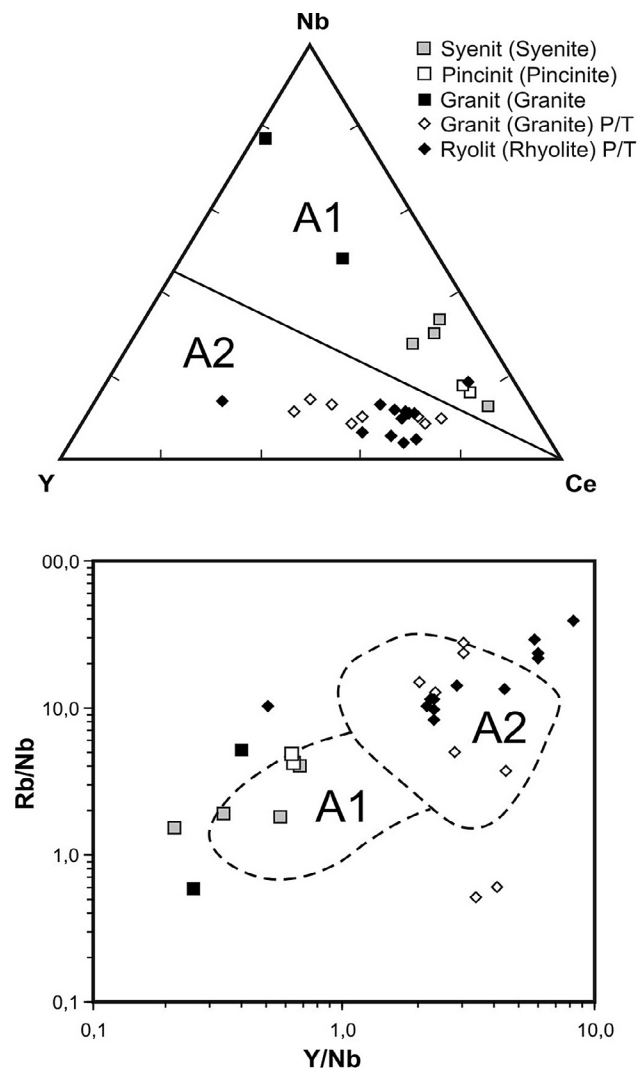 Nb
Syenit (Syenite)
Pincinit (Pincinite)
Granit (Granite
Granit (Granite) P/T
Ryolit (Rhyolite) P/T
A1
A2
Y
Ce
00,0
10,0
1,0
0,1
Rb/Nb
A2
A1
0,1
1,0
10,0
Y/Nb